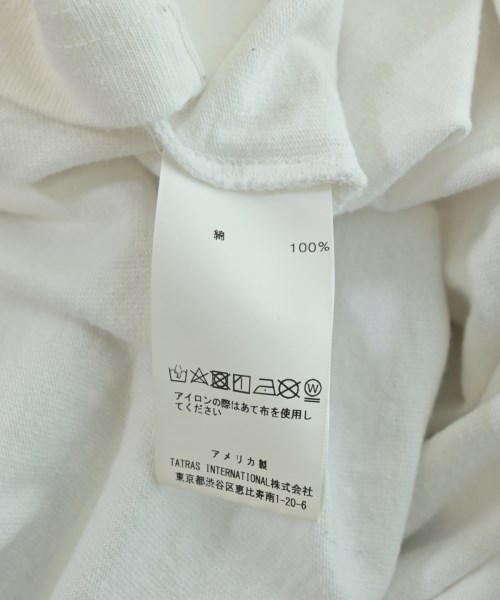 綿 100%
W
アイロンの際はあて布を使用し
てください
アメリカ製
TATRAS INTERNATIONAL株式会社
東京都渋谷区恵比寿南1-20-6